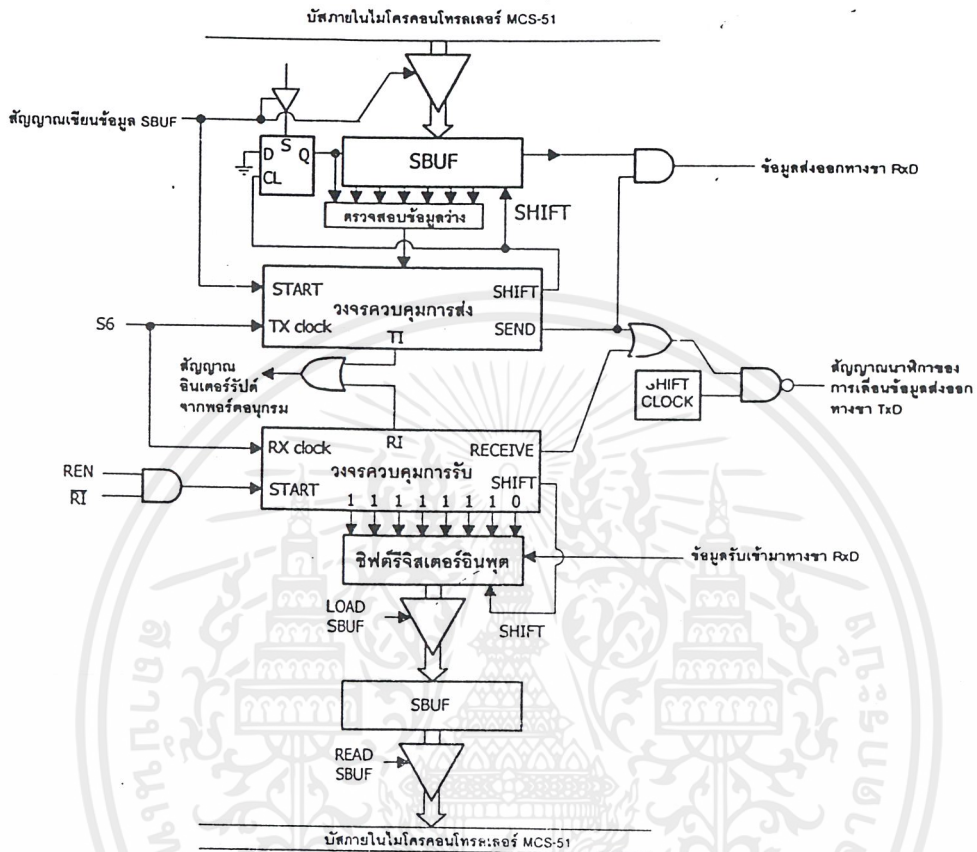 บัสภายในไมโครคอนโทรลเลอร์ MCS-51
สัญญาณเขียนข้อมูล SBUF
S
D Q
CL
SBUF
ข้อมูลส่งออกทางขา RxD
ตรวจสอบข้อมูลว่าง
SHIFT
START
SHIFT
วงจรควบคุมการส่ง
S6
TX clock
SEND
TI
สัญญาณ
อินเตอร์รัปต์
จากพอร์ตอนุกรม
SHIFT
CLOCK
สัญญาณนาฬิกาของ
การเลื่อนข้อมูลส่งออก
ทางขา TxD
RX clock
RI
RECEIVE
วงจรควบคุมการรับ
REN
RI
START
SHIFT
1 1 1 1 1 1 1 0
ชิฟต์รีจิสเตอร์อินพุต
ข้อมูลรับเข้ามาทางขา RxD
LOAD
SBUF
SHIFT
SBUF
READ
SBUF
บัสภายในไมโครคอนโทรลเลอร์ MCS-51